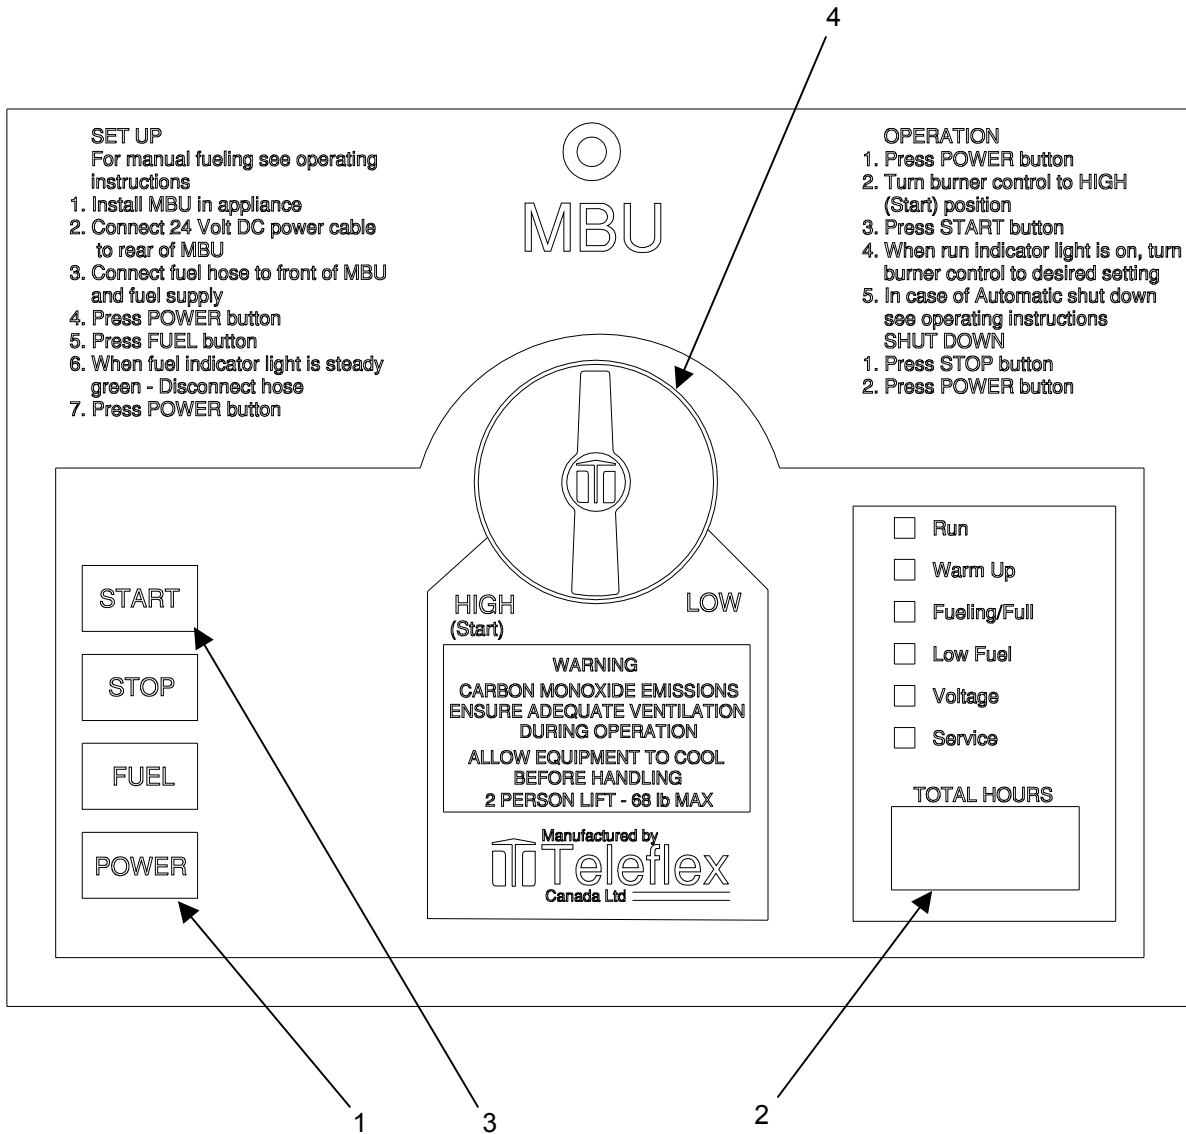 4
SET UP
For manual fueling see operating
instructions
1. Install MBU in appliance
2. Connect 24 Volt DC power cable
to rear of MBU
3. Connect fuel hose to front of MBU
and fuel supply
4. Press POWER button
5. Press FUEL button
6. When fuel indicator light is steady
green - Disconnect hose
7. Press POWER button
MBU
OPERATION
1. Press POWER button
2. Turn burner control to HIGH
(Start) position
3. Press START button
4. When run indicator light is on, turn
burner control to desired setting
5. In case of Automatic shut down
see operating instructions
SHUT DOWN
1. Press STOP button
2. Press POWER button
START
STOP
FUEL
POWER
HIGH
(Start)
LOW
WARNING
CARBON MONOXIDE EMISSIONS
ENSURE ADEQUATE VENTILATION
DURING OPERATION
ALLOW EQUIPMENT TO COOL
BEFORE HANDLING
2 PERSON LIFT - 68 lb MAX
Manufactured by
Teleflex
Canada Ltd
Run
Warm Up
Fueling/Full
Low Fuel
Voltage
Service
TOTAL HOURS
1
3
2